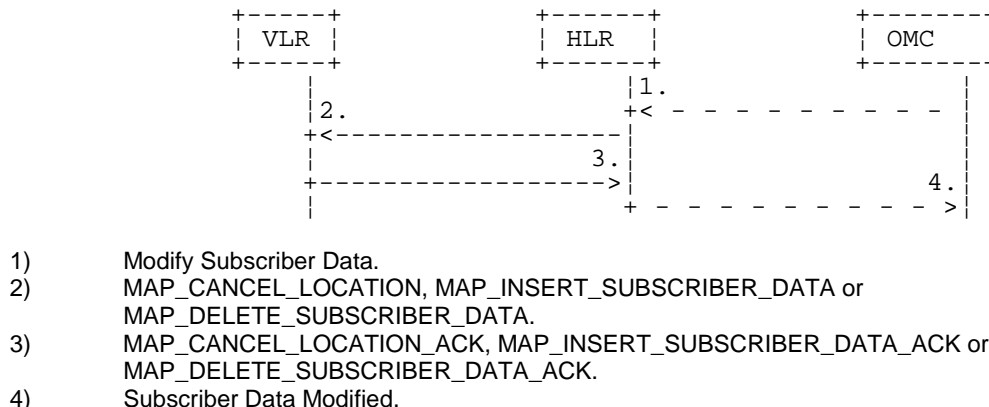 VLR HLR OMC
1.
2.
3.
4.
1) Modify Subscriber Data.
2) MAP_CANCEL_LOCATION, MAP_INSERT_SUBSCRIBER_DATA or
MAP_DELETE_SUBSCRIBER_DATA.
3) MAP_CANCEL_LOCATION_ACK, MAP_INSERT_SUBSCRIBER_DATA_ACK or
MAP_DELETE_SUBSCRIBER_DATA_ACK.
4) Subscriber Data Modified.